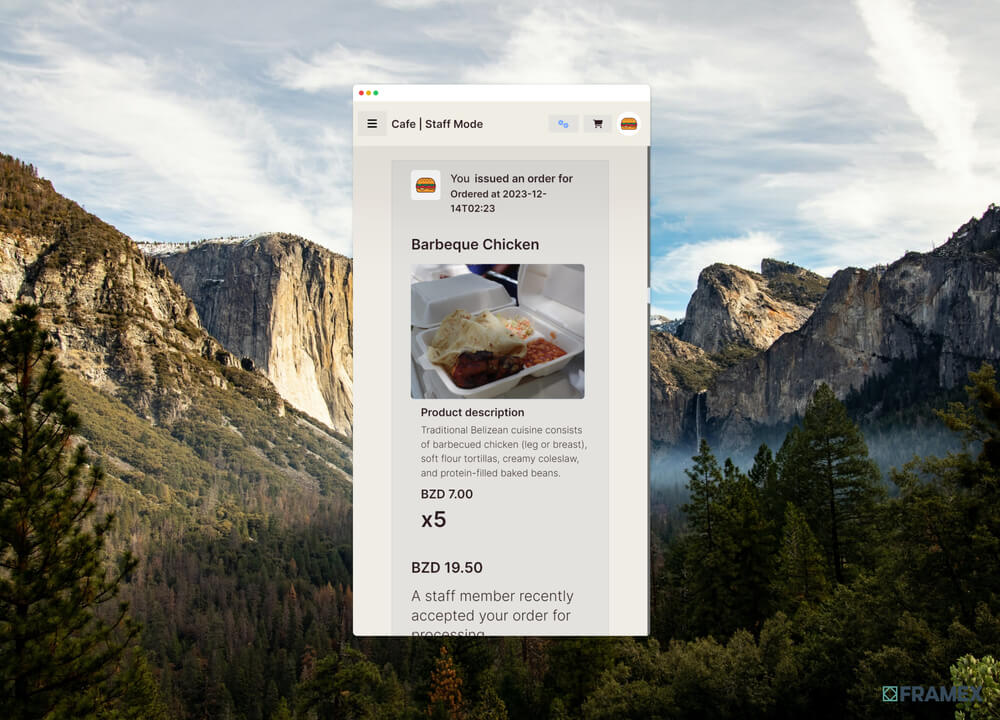 Cafe | Staff Mode
You issued an order for
Ordered at 2023-12-
14T02:23
Barbeque Chicken
Product description
Traditional Belizean cuisine consists
of barbecued chicken (leg or breast),
soft flour tortillas, creamy coleslaw,
and protein-filled baked beans.
BZD 7.00
x5
BZD 19.50
A staff member recently
accepted your order for
processing
FRAMEX